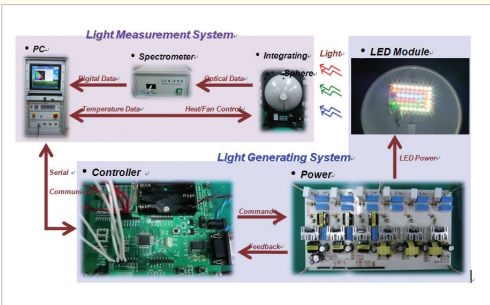 Light Measurement System
• PC
• Spectrometer
• Integrating Sphere
Light
• LED Module
Digital Data
Optical Data
Temperature Data
Heat/Fan Control
Light Generating System
Serial
• Controller
• Power
LED Power
Command
Feedback